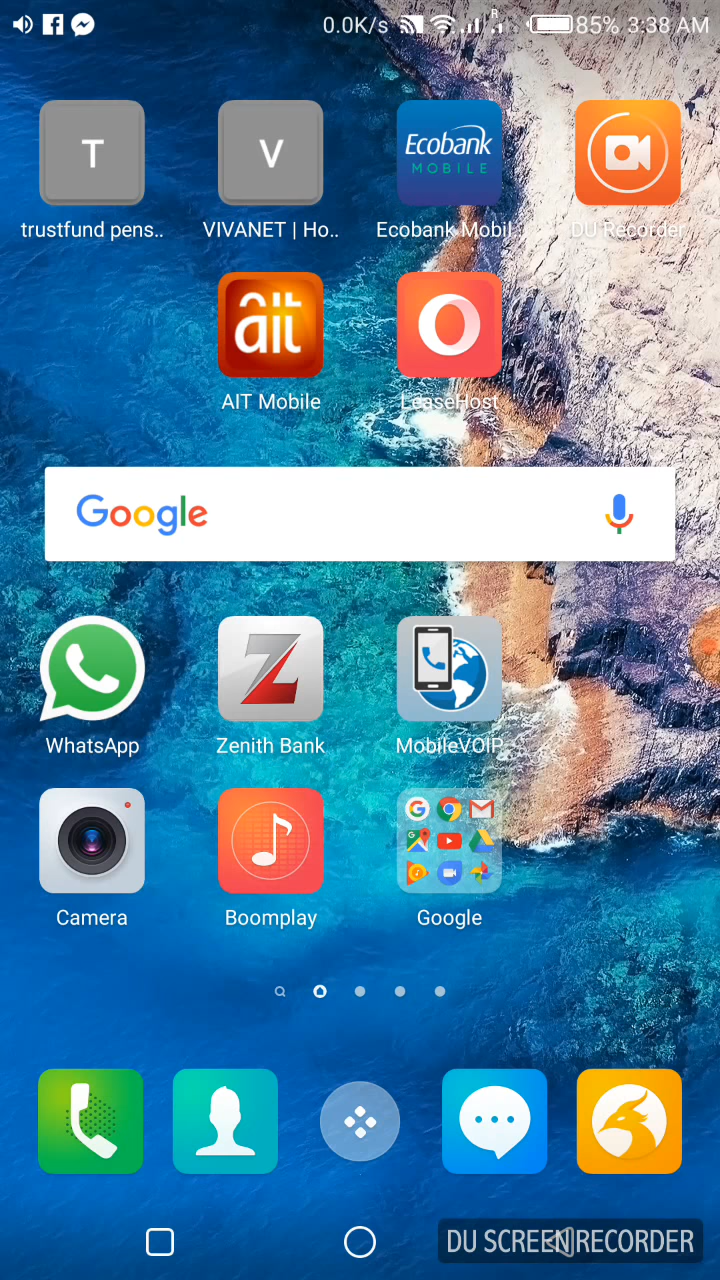 0.0K/s R 85% 3:38 AM
T V Ecobank MOBILE
trustfund pens.. VIVANET | Ho.. Ecobank Mobil DU Recorder
ait
AIT Mobile LeaseHost
Google
WhatsApp Zenith Bank MobileVOIP
Camera Boomplay Google
DU SCREEN RECORDER